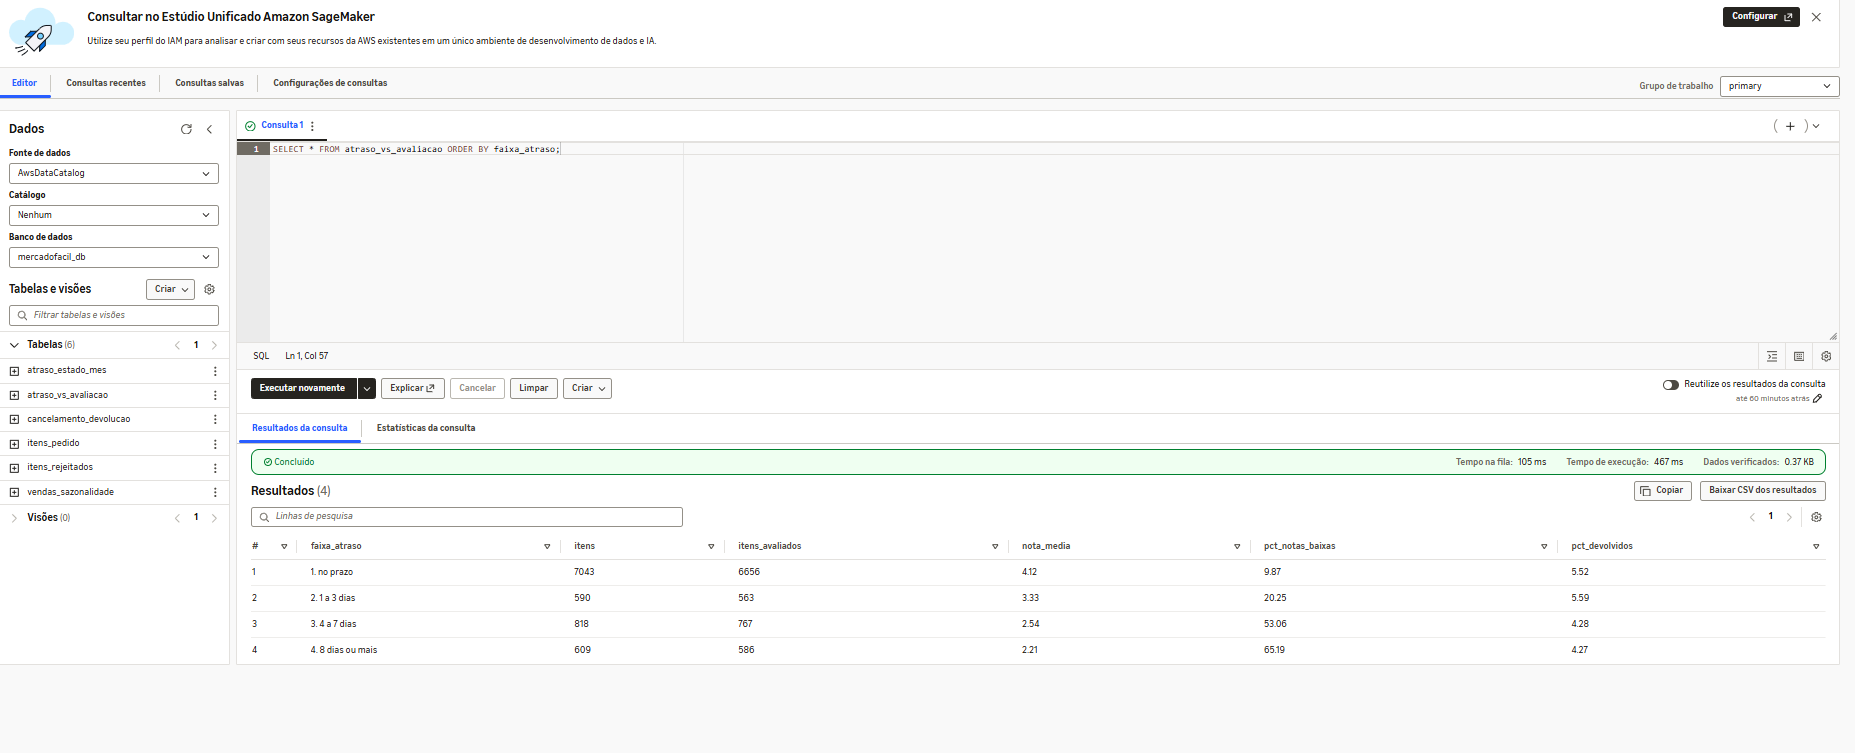 Consultar no Estúdio Unificado Amazon SageMaker
Configurar
Utilize seu perfil do IAM para analisar e criar com seus recursos da AWS existentes em um único ambiente de desenvolvimento de dados e IA.
Editor
Consultas recentes
Consultas salvas
Configurações de consultas
Grupo de trabalho
primary
Dados
Fonte de dados
AwsDataCatalog
Catálogo
Nenhum
Banco de dados
mercadofacil_db
Tabelas e visões
Criar
Filtrar tabelas e visões
Tabelas (6)
1
atraso_estado_mes
atraso_vs_avaliacao
cancelamento_devolucao
itens_pedido
itens_rejeitados
vendas_sazonalidade
Visões (0)
1
Consulta 1
1 SELECT * FROM atraso_vs_avaliacao ORDER BY faixa_atraso;
SQL Ln 1, Col 57
Executar novamente
Explicar
Cancelar
Limpar
Criar
Reutilize os resultados da consulta
até 60 minutos atrás
Resultados da consulta
Estatísticas da consulta
Concluído
Tempo na fila: 105 ms
Tempo de execução: 467 ms
Dados verificados: 0.37 KB
Resultados (4)
Copiar
Baixar CSV dos resultados
Linhas de pesquisa
1
# faixa_atraso itens itens_avaliados nota_media pct_notas_baixas pct_devolvidos
1 1. no prazo 7043 6656 4.12 9.87 5.52
2 2. 1 a 3 dias 590 563 3.33 20.25 5.59
3 3. 4 a 7 dias 818 767 2.54 53.06 4.28
4 4. 8 dias ou mais 609 586 2.21 65.19 4.27